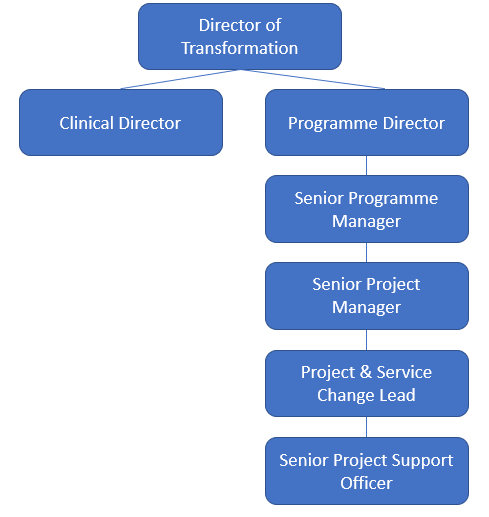 Director of
Transformation
Clinical Director
Programme Director
Senior Programme
Manager
Senior Project
Manager
Project & Service
Change Lead
Senior Project Support
Officer